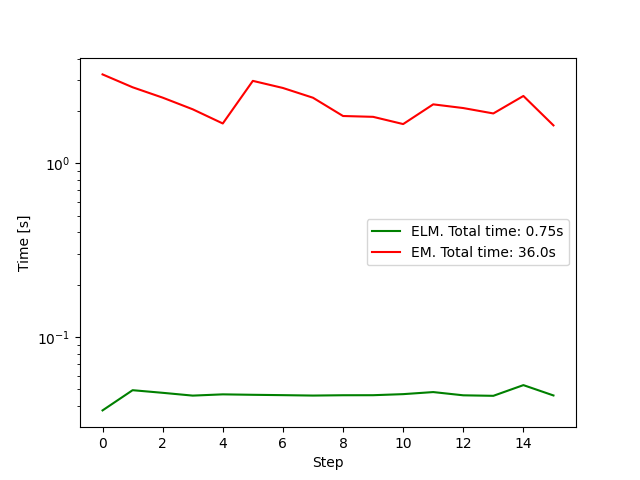 10⁰
10⁻¹
Time [s]
ELM. Total time: 0.75s
EM. Total time: 36.0s
0 2 4 6 8 10 12 14
Step